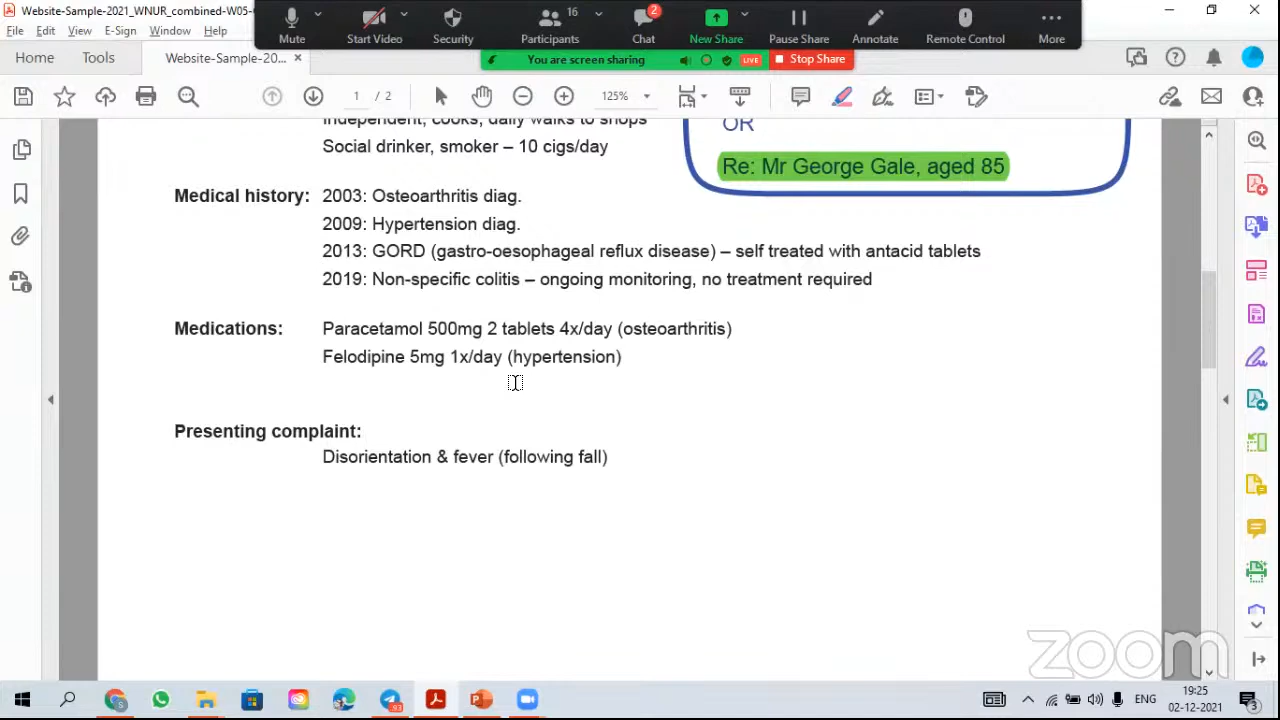 Website-Sample-2021_WNUR_combined-W05-
File Edit View E-Sign Window Help
Mute
Start Video
Security
16
Participants
2
Chat
New Share
Pause Share
Annotate
Remote Control
More
You are screen sharing
LIVE
Stop Share
Home Tools Website-Sample-20...
1 / 2
125%
Independent, cooks, daily walks to shops
Social drinker, smoker – 10 cigs/day
OR
Re: Mr George Gale, aged 85
Medical history: 2003: Osteoarthritis diag.
2009: Hypertension diag.
2013: GORD (gastro-oesophageal reflux disease) – self treated with antacid tablets
2019: Non-specific colitis – ongoing monitoring, no treatment required
Medications: Paracetamol 500mg 2 tablets 4x/day (osteoarthritis)
Felodipine 5mg 1x/day (hypertension)
Presenting complaint:
Disorientation & fever (following fall)
zoom
93
ENG
19:25
02-12-2021
3